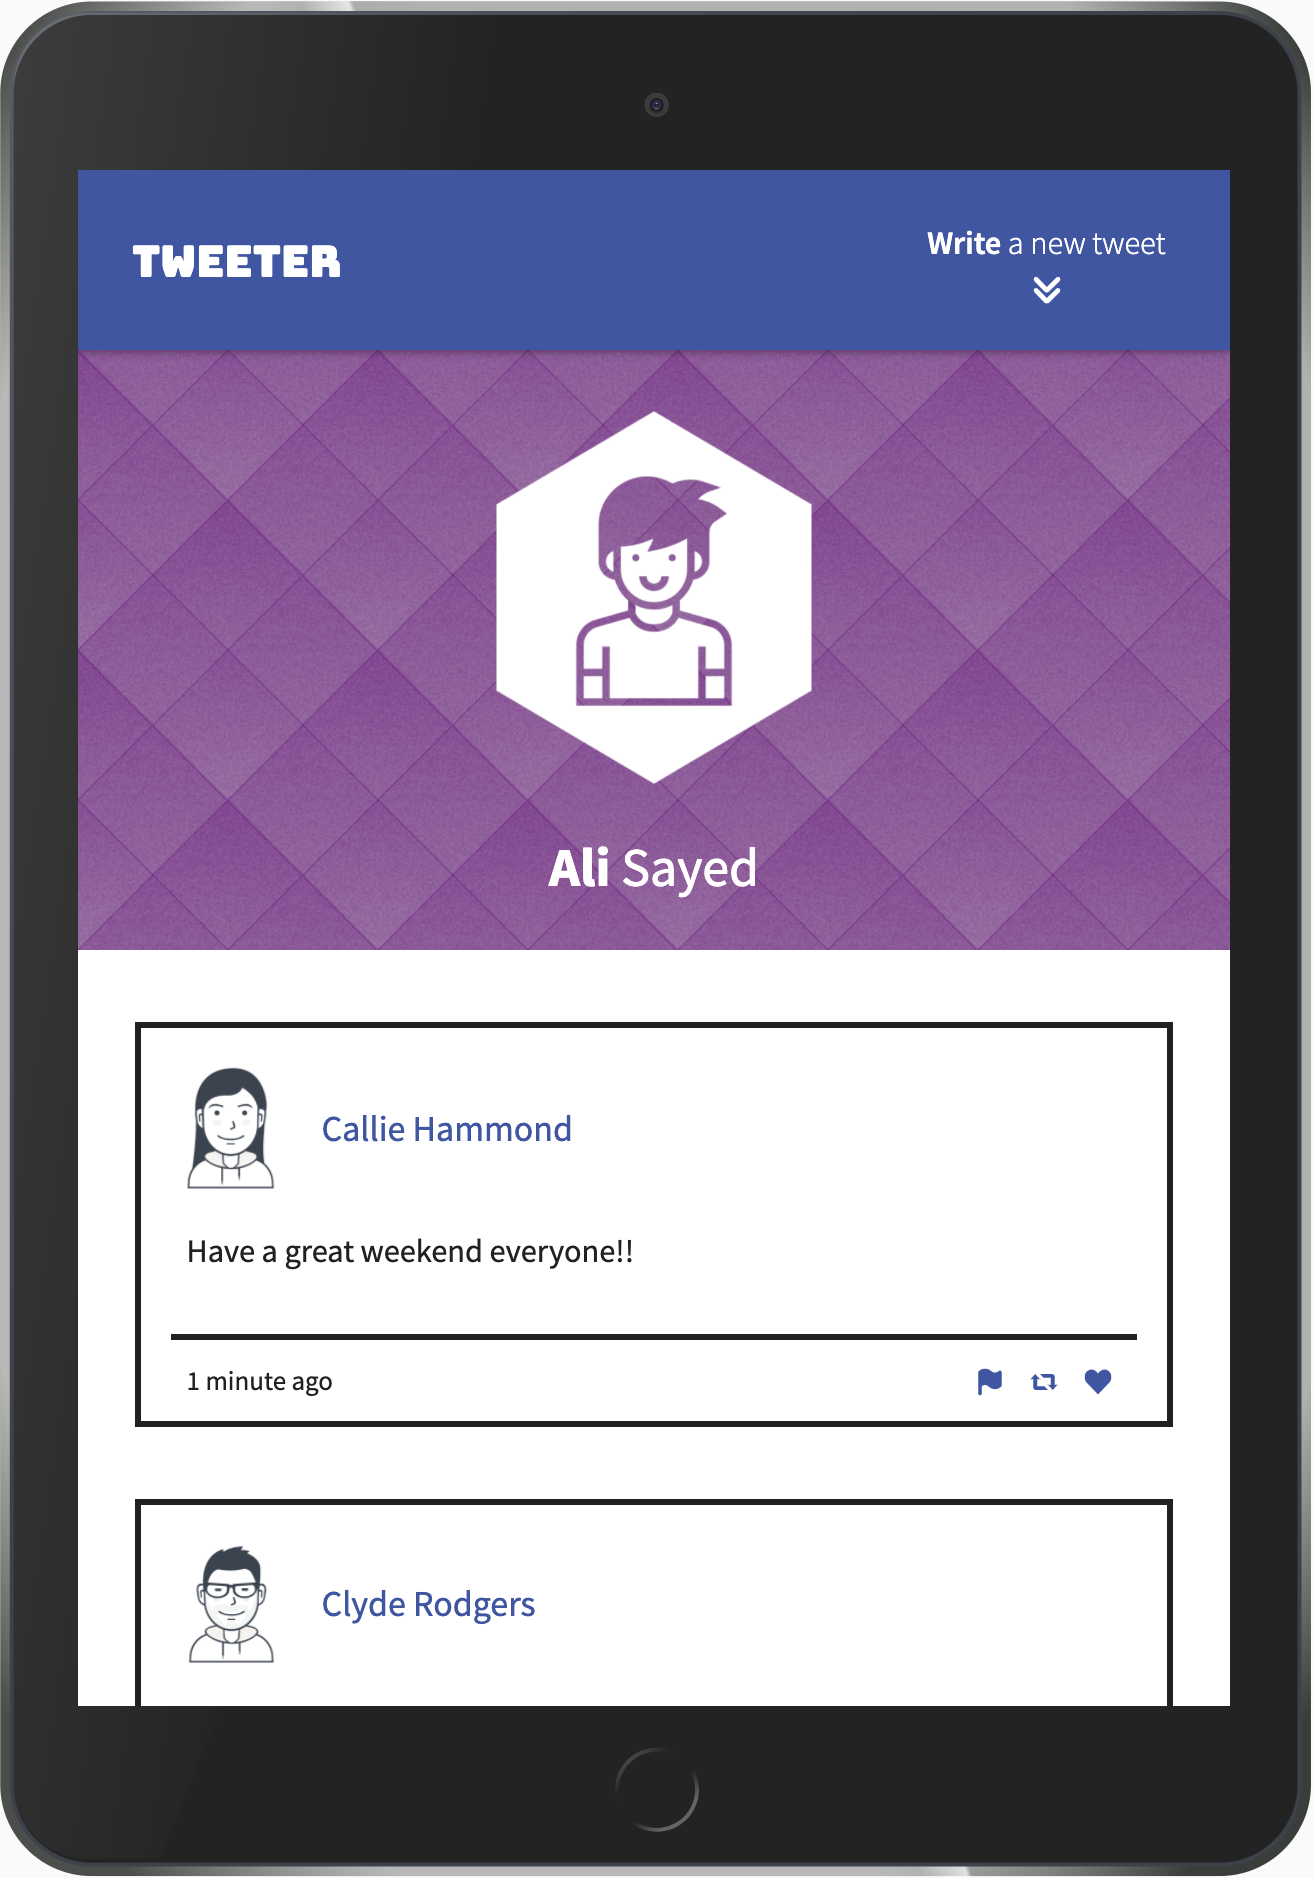 TWEETER
Write a new tweet
Ali Sayed
Callie Hammond
Have a great weekend everyone!!
1 minute ago
Clyde Rodgers